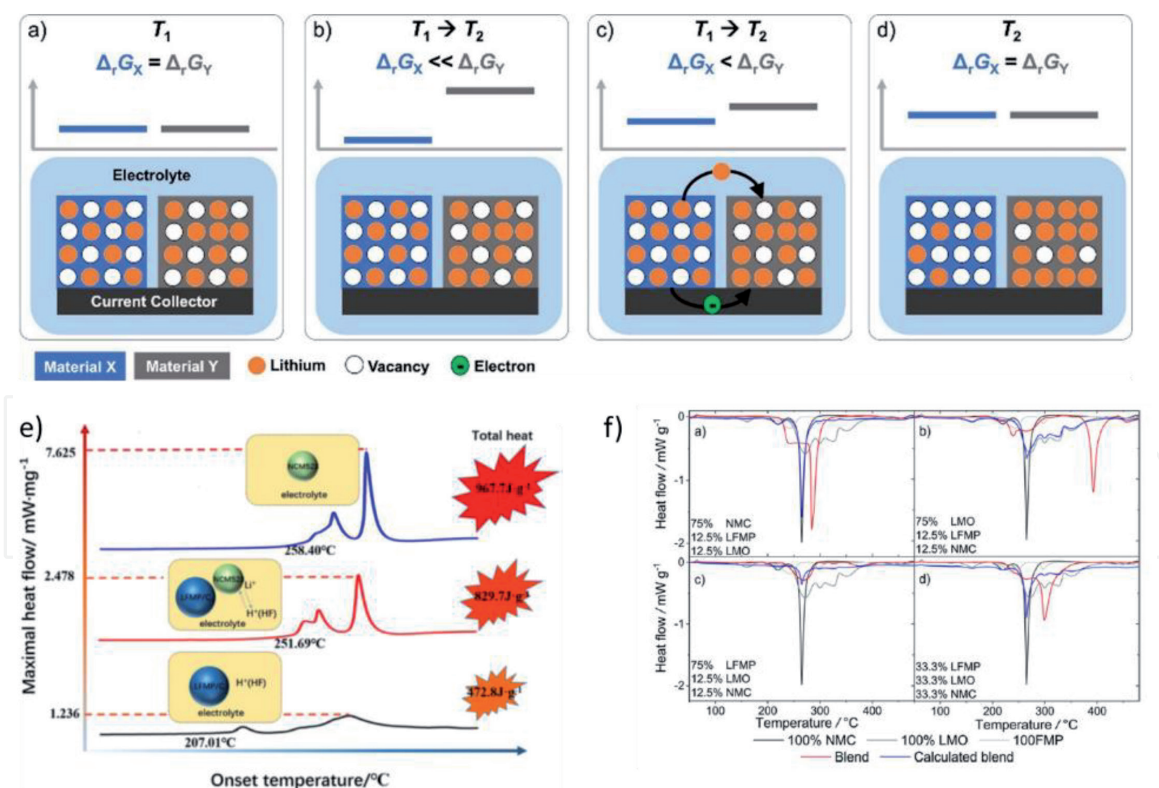 a) T1
ΔrGX = ΔrGY
Electrolyte
Current Collector
b) T1 → T2
ΔrGX << ΔrGY
c) T1 → T2
ΔrGX < ΔrGY
d) T2
ΔrGX = ΔrGY
Material X Material Y Lithium Vacancy Electron
e)
Maximal heat flow/ mW·mg-1
7.625
NCM523
electrolyte
258.40°C
Total heat
967.7J·g-1
2.478
LFMP/C NCM523 Li+
H+(HF)
electrolyte
251.69°C
829.7J·g-1
1.236
LFMP/C H+(HF)
electrolyte
207.01°C
472.8J·g-1
Onset temperature/°C
f)
Heat flow / mW g-1
0
-1
-2
a)
75% NMC
12.5% LFMP
12.5% LMO
b)
75% LMO
12.5% LFMP
12.5% NMC
Heat flow / mW g-1
0
-1
-2
c)
75% LFMP
12.5% LMO
12.5% NMC
d)
33.3% LFMP
33.3% LMO
33.3% NMC
100 200 300 400 200 300 400
Temperature / °C Temperature / °C
100% NMC 100% LMO 100FMP
Blend Calculated blend